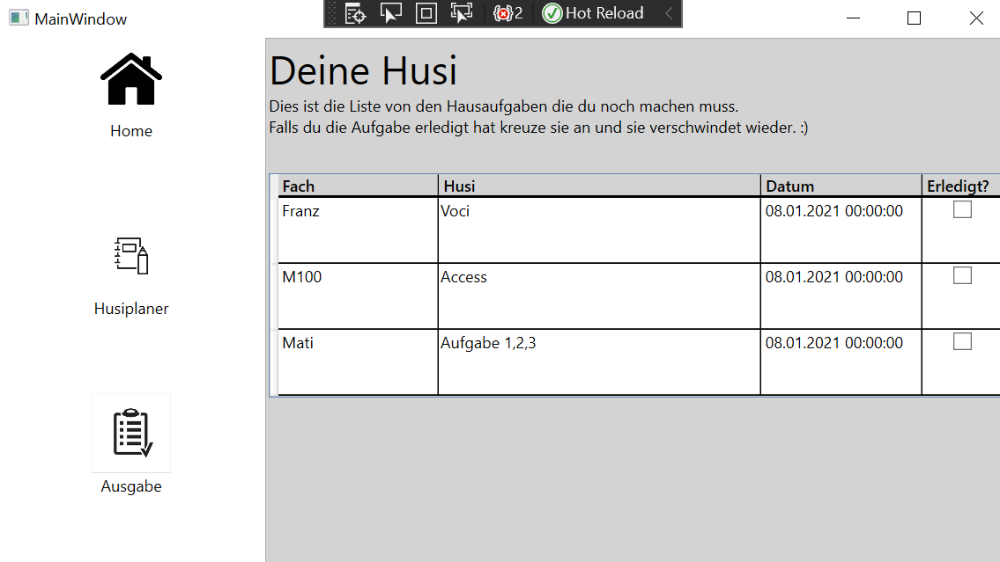 MainWindow
2
Hot Reload
Home
Husiplaner
Ausgabe
Deine Husi
Dies ist die Liste von den Hausaufgaben die du noch machen muss.
Falls du die Aufgabe erledigt hat kreuze sie an und sie verschwindet wieder. :)
Fach Husi Datum Erledigt?
Franz Voci 08.01.2021 00:00:00
M100 Access 08.01.2021 00:00:00
Mati Aufgabe 1,2,3 08.01.2021 00:00:00